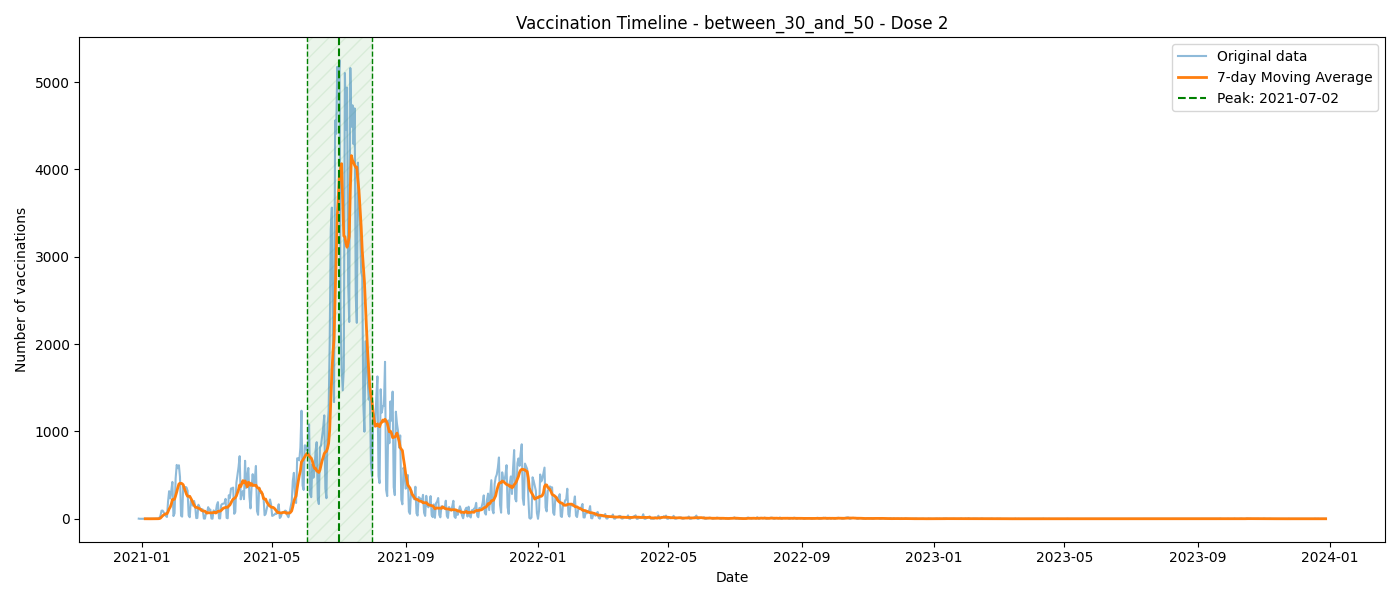 Vaccination Timeline - between_30_and_50 - Dose 2
Original data
7-day Moving Average
Peak: 2021-07-02
Number of vaccinations
5000
4000
3000
2000
1000
0
2021-01 2021-05 2021-09 2022-01 2022-05 2022-09 2023-01 2023-05 2023-09 2024-01
Date